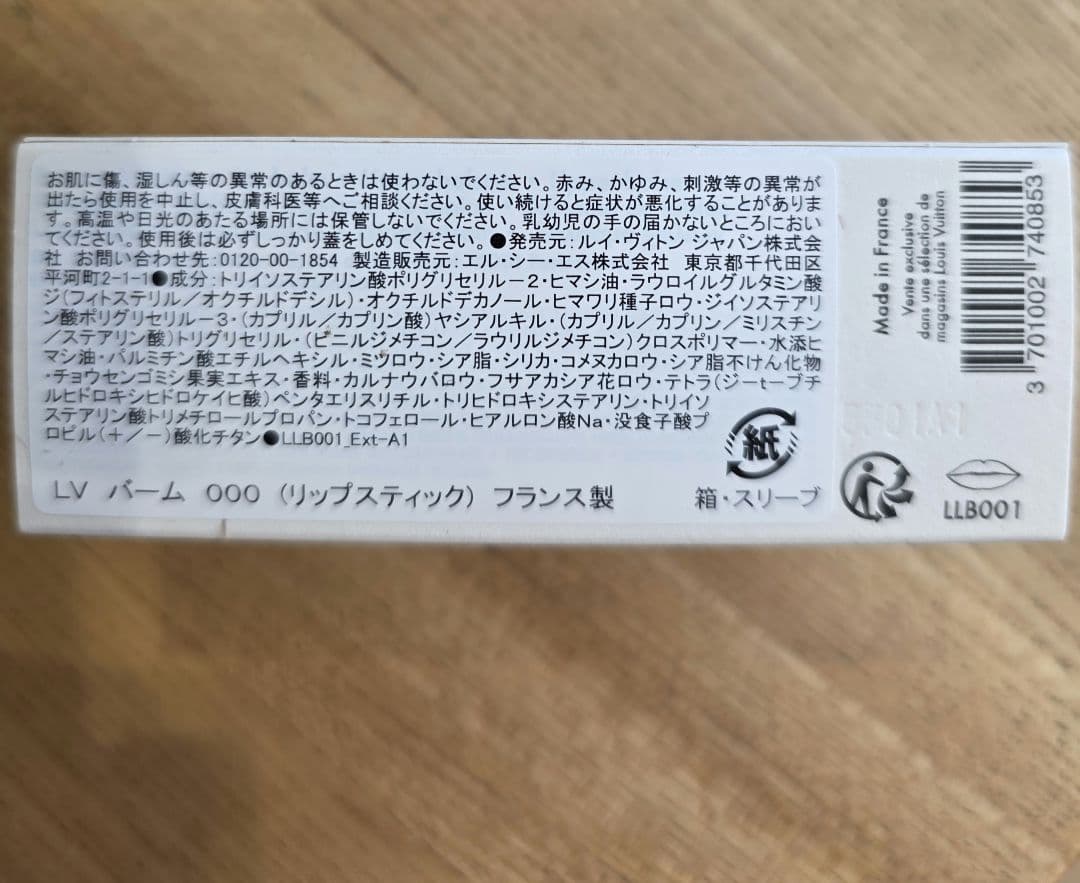 お肌に傷、湿しん等の異常のあるときは使わないでください。赤み、かゆみ、刺激等の異常が
出たら使用を中止し、皮膚科医等へご相談ください。使い続けると症状が悪化することがありま
す。高温や日光のあたる場所には保管しないでください。乳幼児の手の届かないところにおい
てください。使用後は必ずしっかり蓋をしめてください。●発売元:ルイ・ヴィトン ジャパン株式会
社 お問い合わせ先:0120-00-1854 製造販売元:エル・シー・エス株式会社 東京都千代田区
平河町2-1-1●成分:トリイソステアリン酸ポリグリセリル－2・ヒマシ油・ラウロイルグルタミン酸
ジ(フィトステリル／オクチルドデシル)・オクチルドデカノール・ヒマワリ種子ロウ・ジイソステアリ
ン酸ポリグリセリル－3・(カプリル／カプリン酸)ヤシアルキル・(カプリル／カプリン／ミリスチン
／ステアリン酸)トリグリセリル・(ビニルジメチコン／ラウリルジメチコン)クロスポリマー・水添ヒ
マシ油・パルミチン酸エチルヘキシル・ミツロウ・シア脂・シリカ・コメヌカロウ・シア脂不けん化物
・チョウセンゴミシ果実エキス・香料・カルナウバロウ・フサアカシア花ロウ・テトラ(ジーtーブチ
ルヒドロキシヒドロケイヒ酸)ペンタエリスリチル・トリヒドロキシステアリン・トリイソ
ステアリン酸トリメチロールプロパン・トコフェロール・ヒアルロン酸Na・没食子酸プ
ロピル(＋／－)酸化チタン●LLB001_Ext-A1
紙
LV バーム 000 (リップスティック) フランス製
箱・スリーブ
Made in France
Vente exclusive
dans une sélection de
magasins Louis Vuitton
3 701002 740853
LLB001